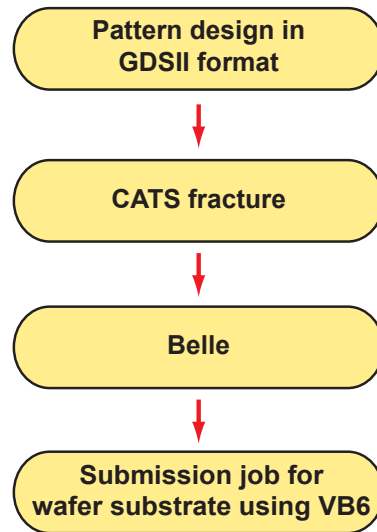 Pattern design in
GDSII format
CATS fracture
Belle
Submission job for
wafer substrate using VB6